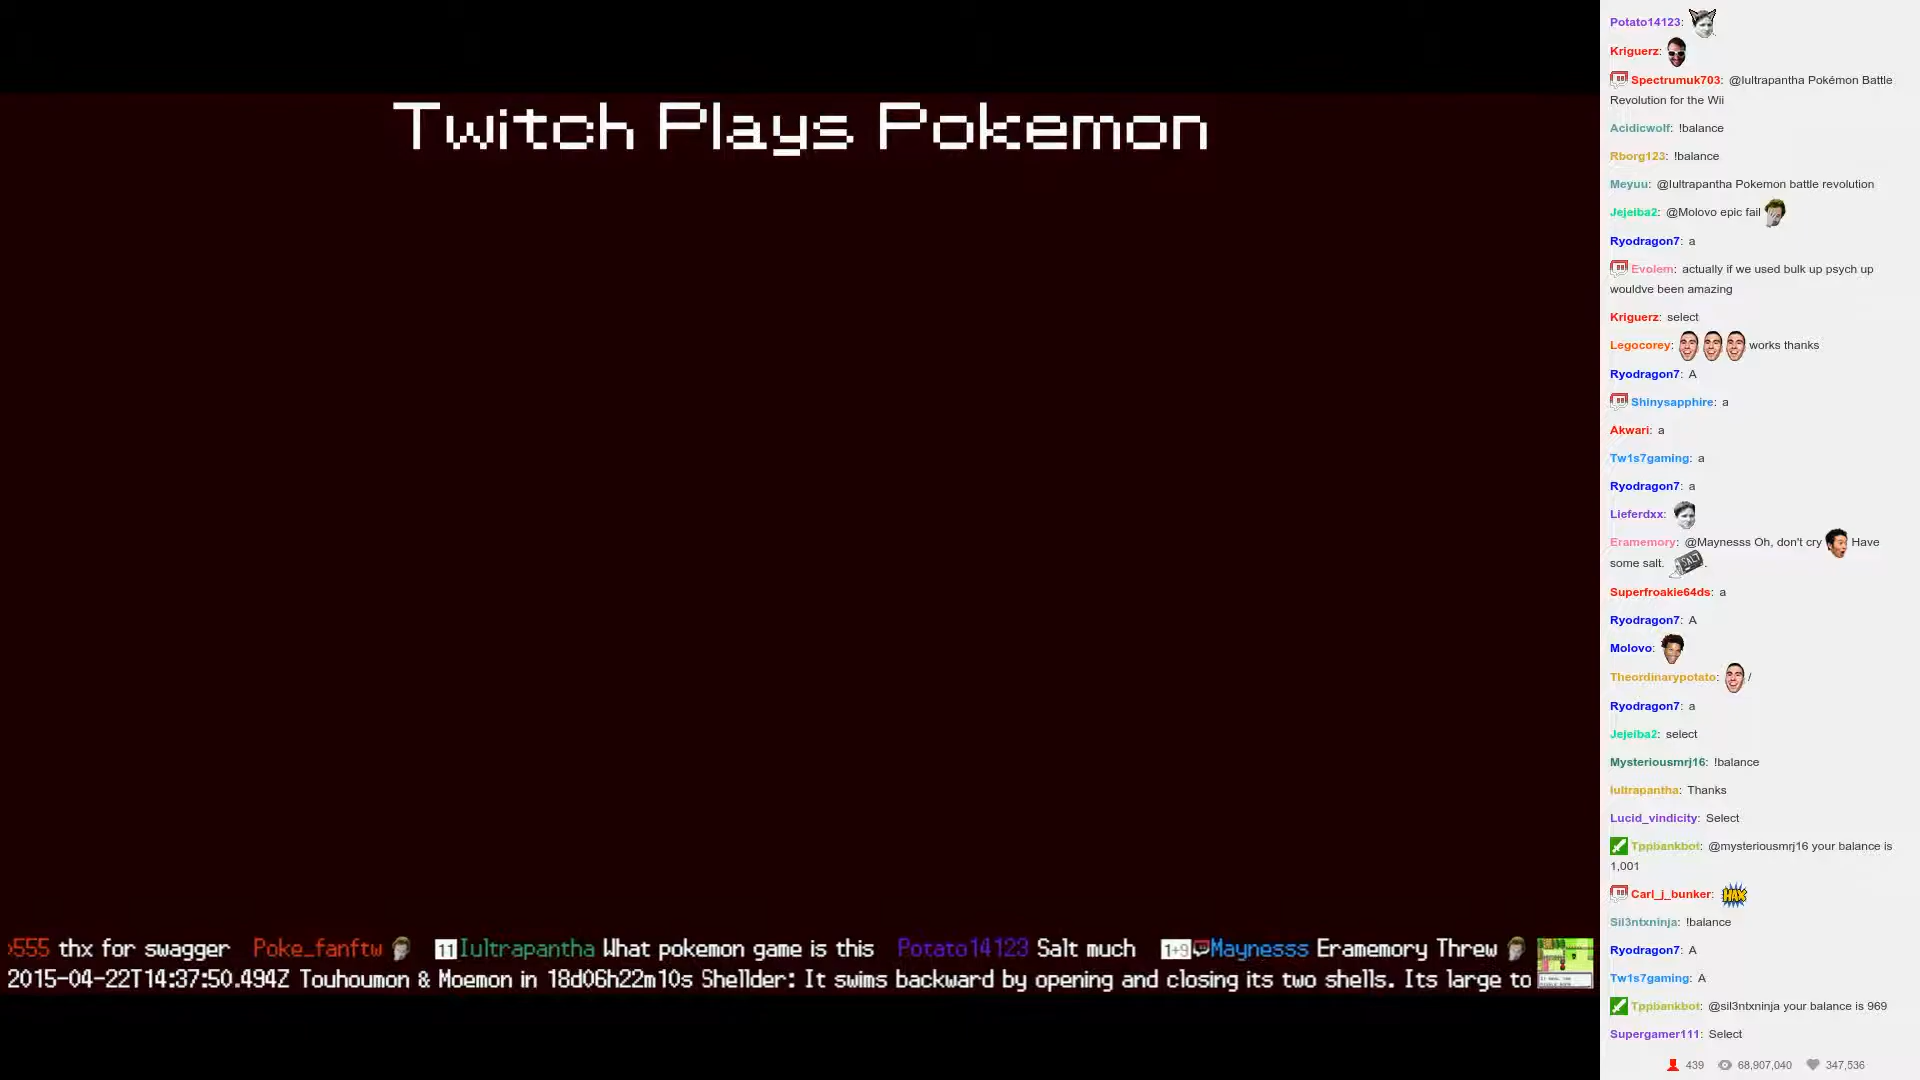 Twitch Plays Pokemon
555 thx for swagger Poke_fanftw 11 Iultrapantha What pokemon game is this Potato14123 Salt much 1+9 Maynesss Eramemory Threw
2015-04-22T14:37:50.494Z Touhoumon & Moemon in 18d06h22m10s Shellder: It swims backward by opening and closing its two shells. Its large to
Potato14123:
Kriguerz:
Spectrumuk703: @Iultrapantha Pokémon Battle
Revolution for the Wii
Acidicwolf: !balance
Rborg123: !balance
Meyuu: @Iultrapantha Pokemon battle revolution
Jejeiba2: @Molovo epic fail
Ryodragon7: a
Evolem: actually if we used bulk up psych up
wouldve been amazing
Kriguerz: select
Legocorey: works thanks
Ryodragon7: A
Shinysapphire: a
Akwari: a
Tw1s7gaming: a
Ryodragon7: a
Lieferdxx:
Eramemory: @Maynesss Oh, don't cry Have
some salt. SALT .
Superfroakie64ds: a
Ryodragon7: A
Molovo:
Theordinarypotato: /
Ryodragon7: a
Jejeiba2: select
Mysteriousmrj16: !balance
Iultrapantha: Thanks
Lucid_vindicity: Select
Tppbankbot: @mysteriousmrj16 your balance is
1,001
Carl_j_bunker: HAX
Sil3ntxninja: !balance
Ryodragon7: A
Tw1s7gaming: A
Tppbankbot: @sil3ntxninja your balance is 969
Supergamer111: Select
439 68,907,040 347,536